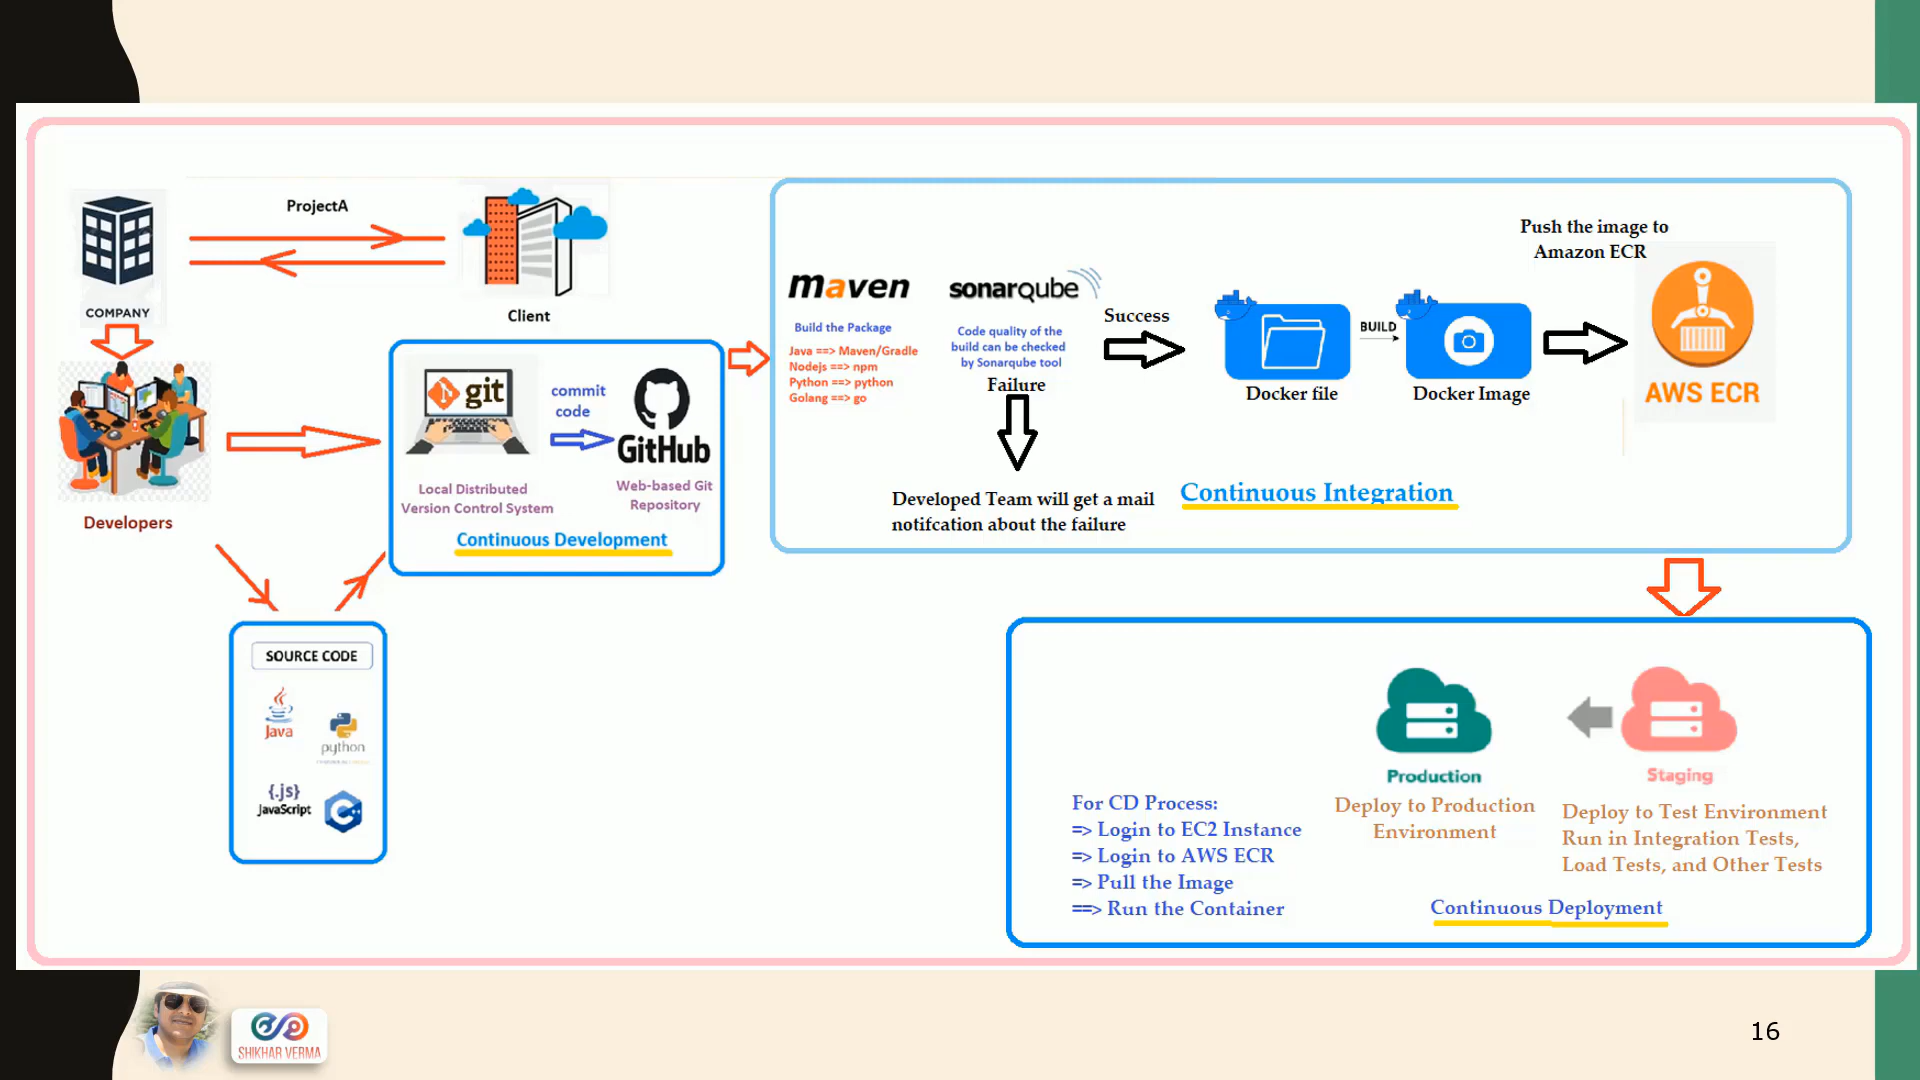 ProjectA
COMPANY
Client
Developers
git
commit
code
GitHub
Local Distributed
Version Control System
Web-based Git
Repository
Continuous Development
SOURCE CODE
Java
python
{.js}
JavaScript
C
maven
Build the Package
Java ==> Maven/Gradle
Nodejs ==> npm
Python ==> python
Golang ==> go
sonarqube
Code quality of the
build can be checked
by Sonarqube tool
Failure
Developed Team will get a mail
notifcation about the failure
Success
Docker file
BUILD
Docker Image
Push the image to
Amazon ECR
AWS ECR
Continuous Integration
For CD Process:
=> Login to EC2 Instance
=> Login to AWS ECR
=> Pull the Image
==> Run the Container
Production
Deploy to Production
Environment
Staging
Deploy to Test Environment
Run in Integration Tests,
Load Tests, and Other Tests
Continuous Deployment
SHIKHAR VERMA
16